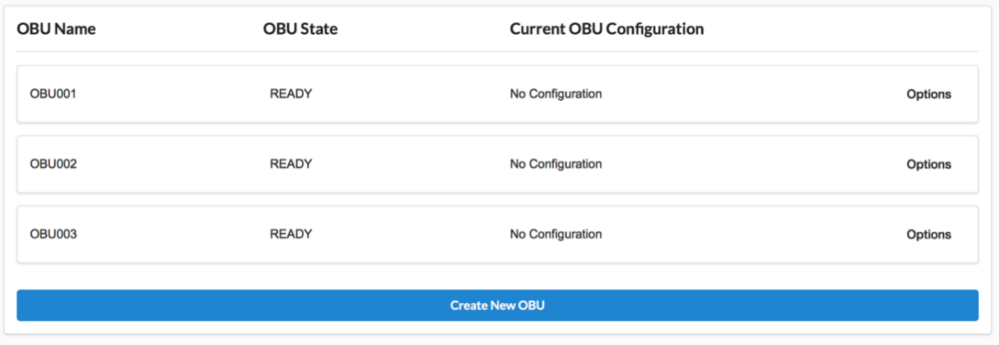 OBU Name OBU State Current OBU Configuration
OBU001 READY No Configuration Options
OBU002 READY No Configuration Options
OBU003 READY No Configuration Options
Create New OBU